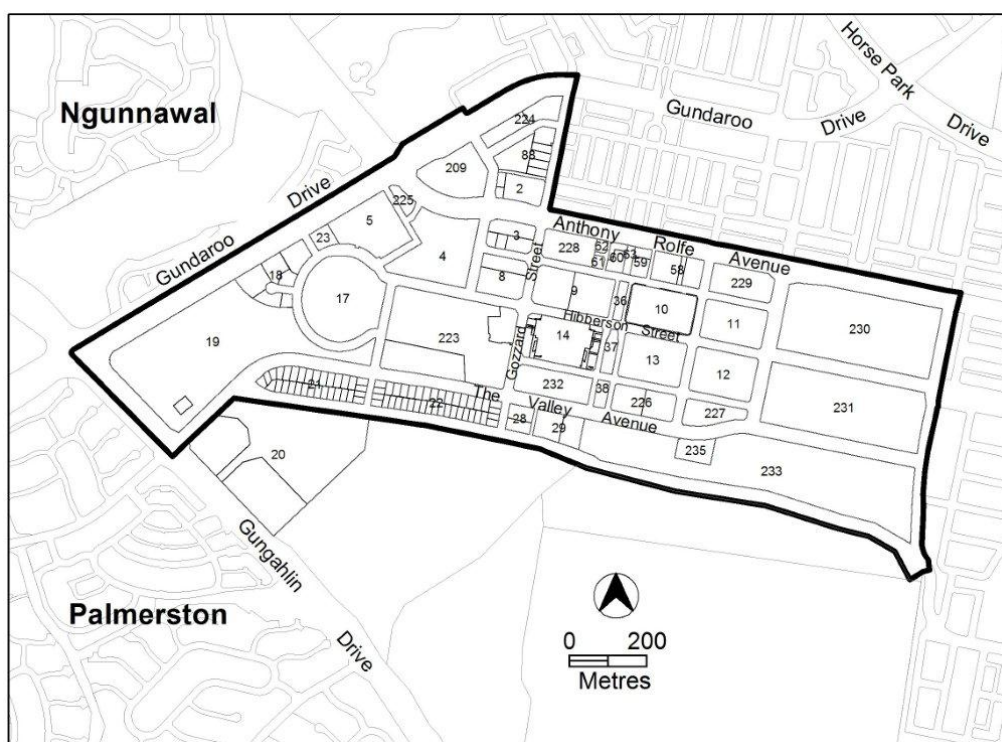 Horse Park
Drive
Ngunnawal
Gundaroo
Drive
224
88
209
2
Drive
225
5
Gundaroo
23
3
Street
4
18
17
8
Anthony
Rolfe
Avenue
228
62
61
60
63
59
58
229
9
36
10
11
230
19
223
Gozzard
14
Hibberson
Street
37
13
12
231
21
22
The
Valley
Avenue
232
38
226
227
28
29
235
233
20
Gungahlin
Drive
Palmerston
0 200
Metres